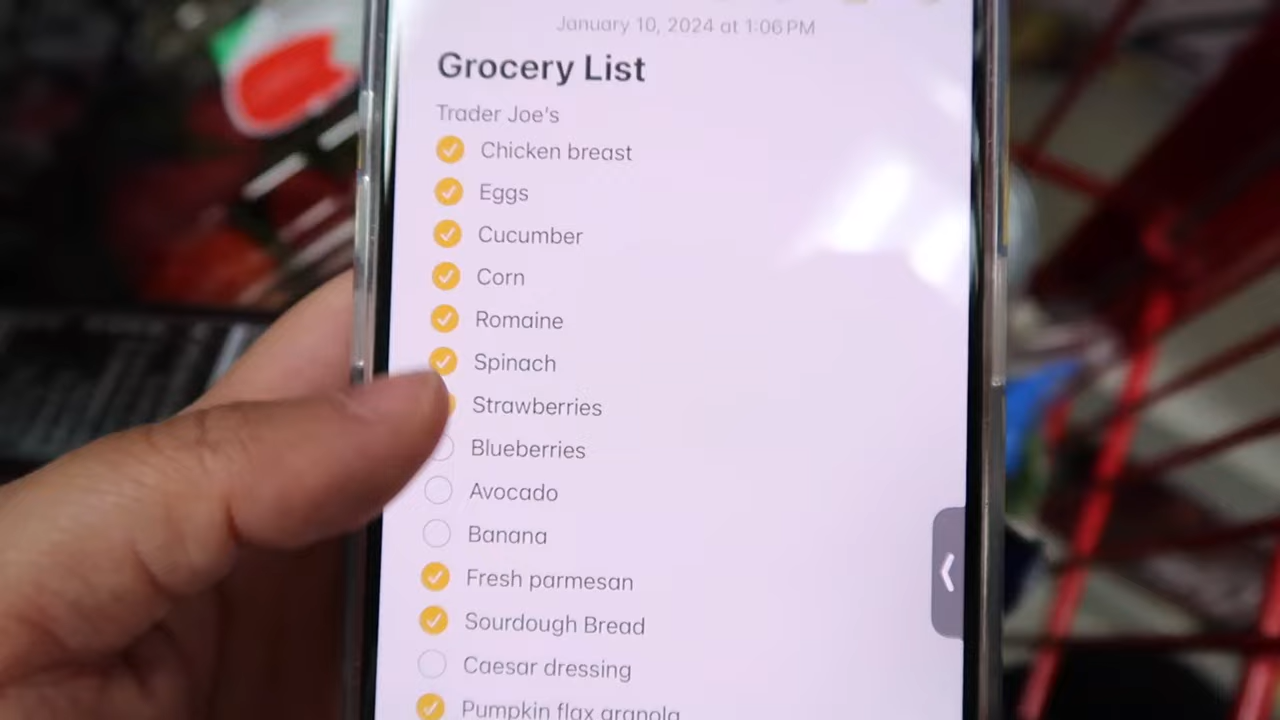 January 10, 2024 at 1:06 PM
Grocery List
Trader Joe's
Chicken breast
Eggs
Cucumber
Corn
Romaine
Spinach
Strawberries
Blueberries
Avocado
Banana
Fresh parmesan
Sourdough Bread
Caesar dressing
Pumpkin flax granola